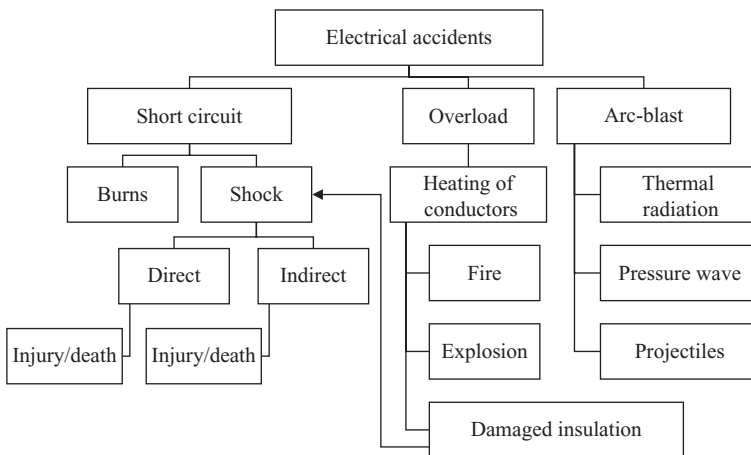 Electrical accidents
Short circuit
Overload
Arc-blast
Burns
Shock
Heating of
conductors
Thermal
radiation
Direct
Indirect
Fire
Pressure wave
Injury/death
Injury/death
Explosion
Projectiles
Damaged insulation